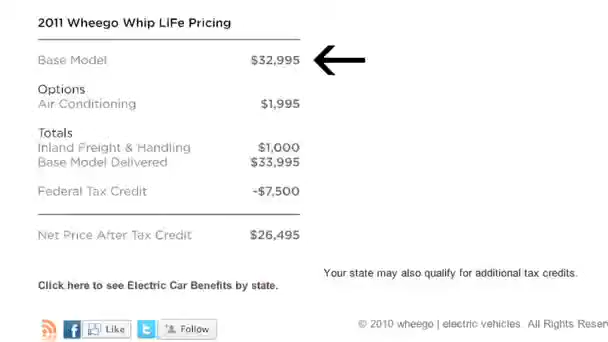 2011 Wheego Whip LiFe Pricing
Base Model $32,995
Options
Air Conditioning $1,995
Totals
Inland Freight & Handling $1,000
Base Model Delivered $33,995
Federal Tax Credit -$7,500
Net Price After Tax Credit $26,495
Your state may also qualify for additional tax credits.
Click here to see Electric Car Benefits by state.
f Like t Follow
© 2010 wheego | electric vehicles All Rights Reser